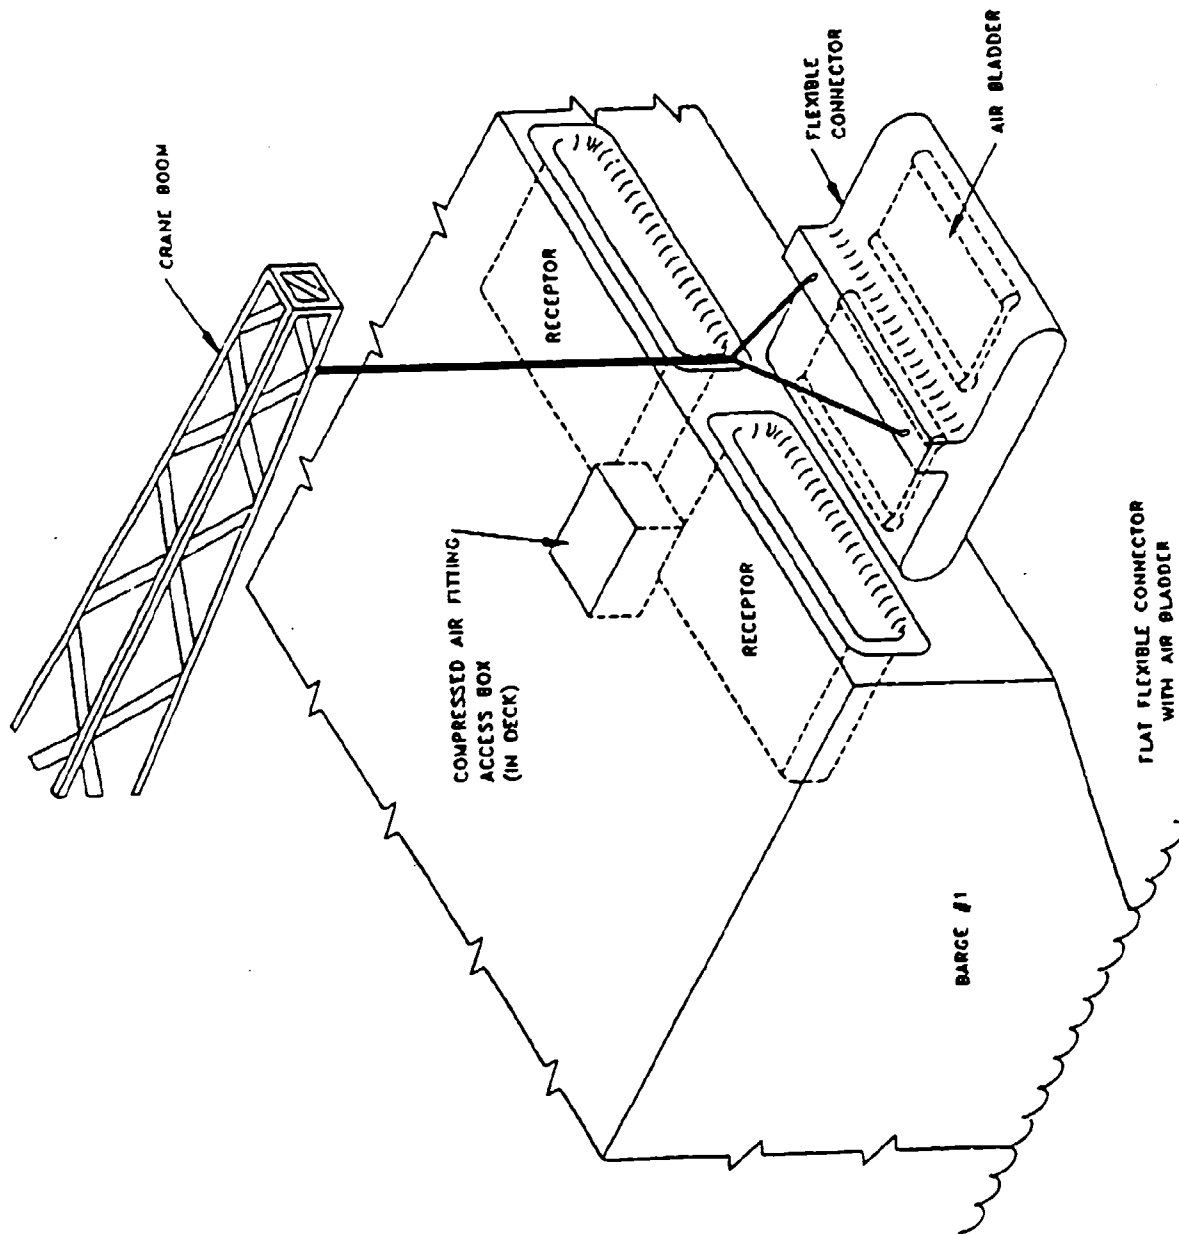 CRANE BOOM
FLEXIBLE
CONNECTOR
AIR BLADDER
RECEPTOR
COMPRESSED AIR FITTING
ACCESS BOX
(IN DECK)
RECEPTOR
BARGE #1
FLAT FLEXIBLE CONNECTOR
WITH AIR BLADDER